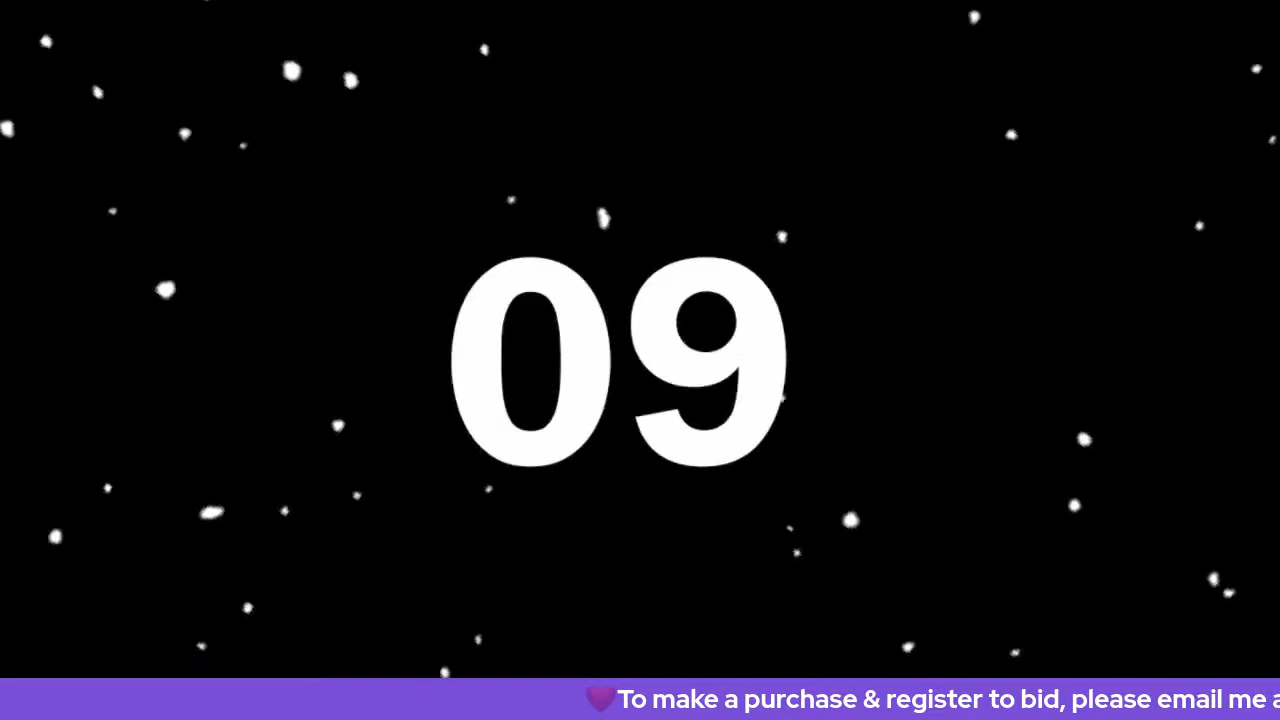 09
💜To make a purchase & register to bid, please email me